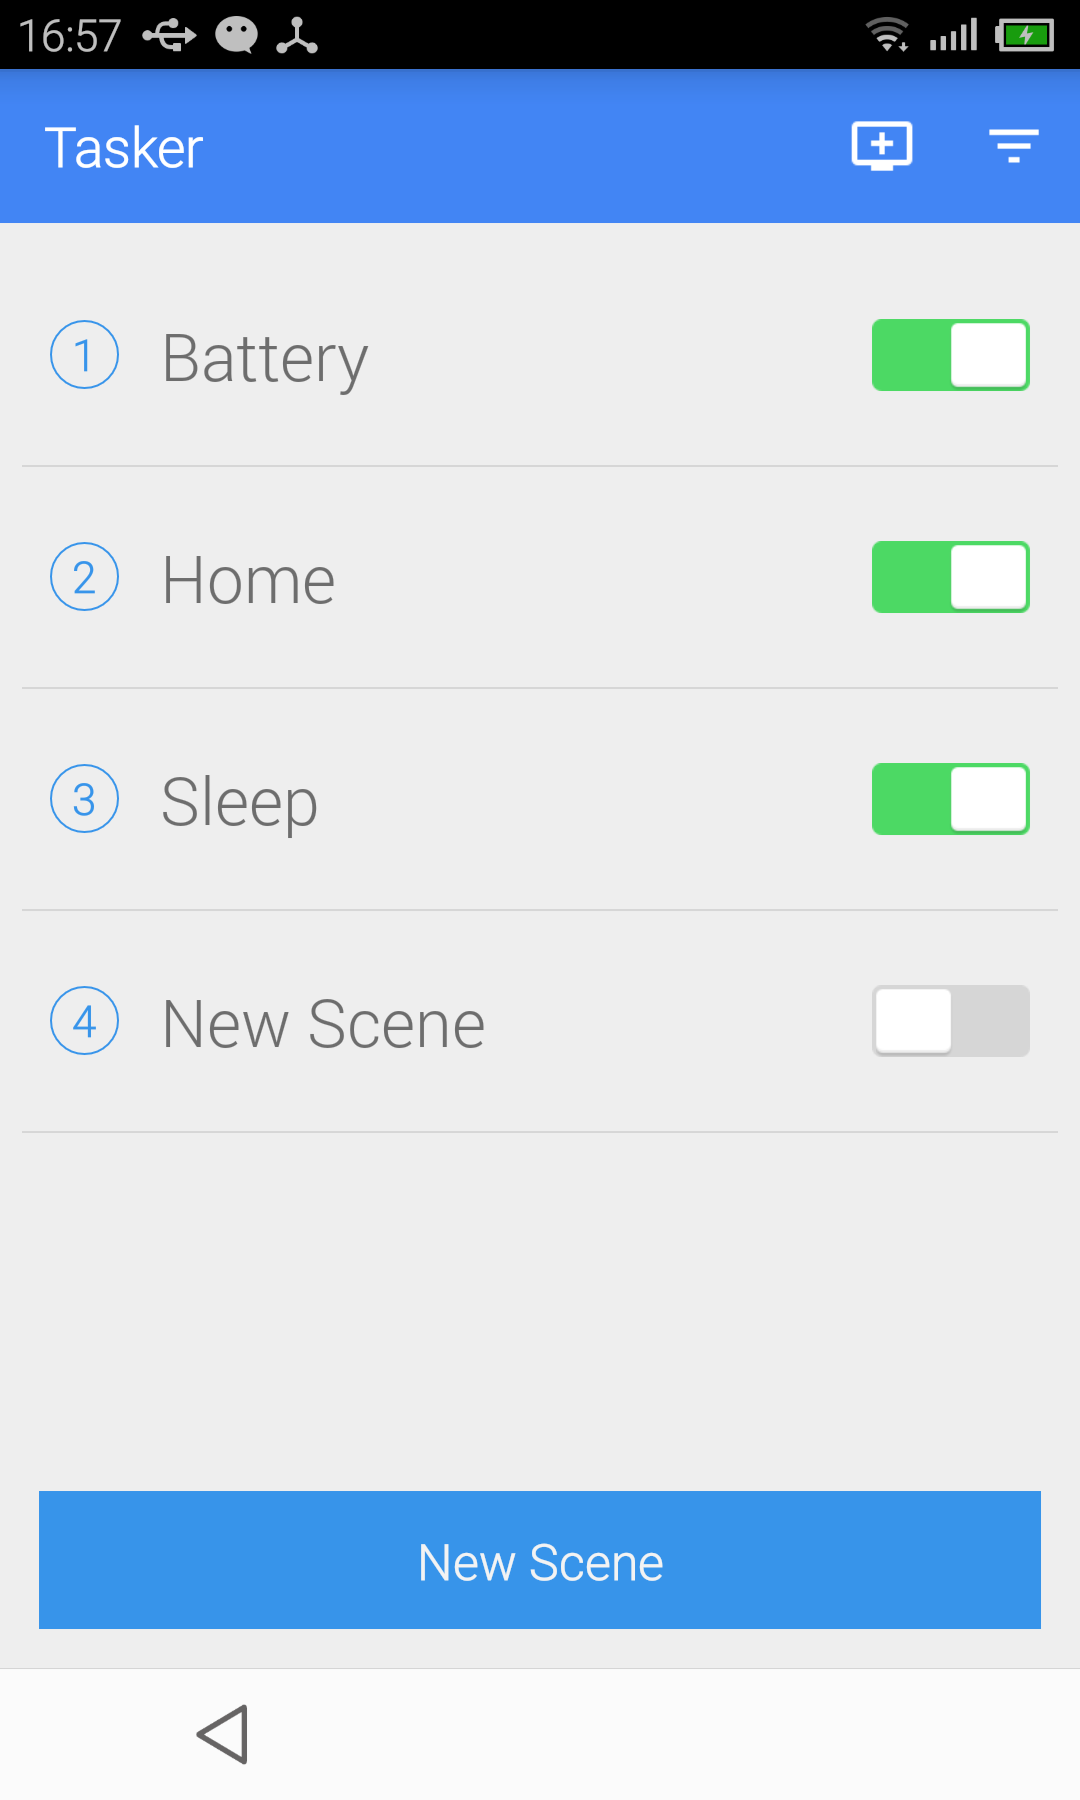 16:57
Tasker
1 Battery
2 Home
3 Sleep
4 New Scene
New Scene